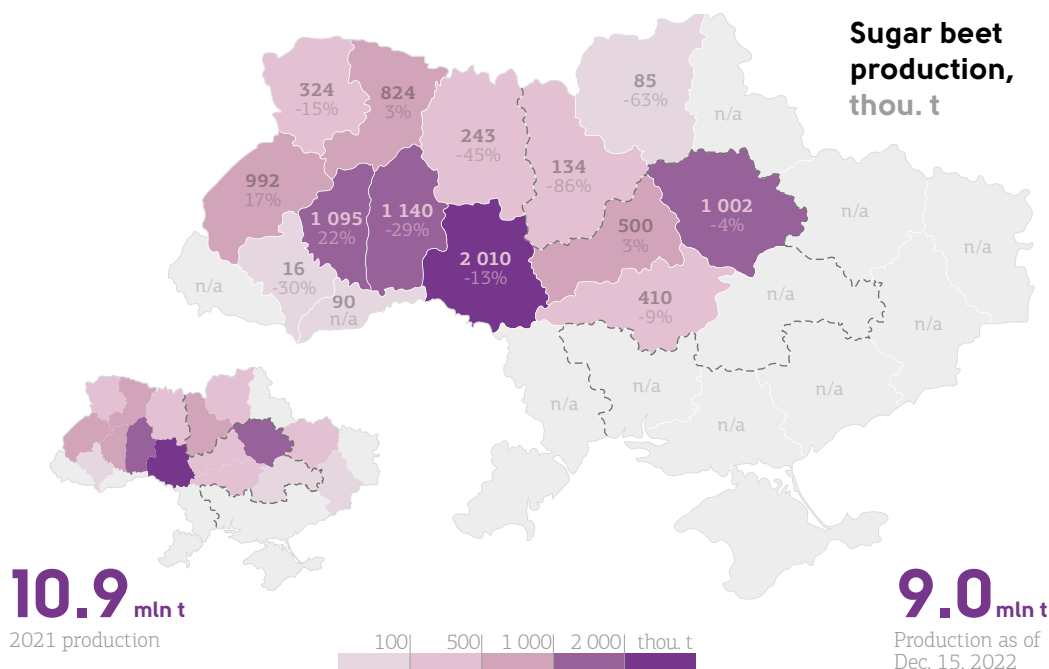 Sugar beet
production,
thou. t
324
-15%
824
3%
243
-45%
134
-86%
85
-63%
n/a
992
17%
1 095
22%
1 140
-29%
2 010
-13%
500
3%
1 002
-4%
n/a
n/a
n/a
16
-30%
90
n/a
410
-9%
n/a
n/a
n/a
n/a
n/a
n/a
10.9 mln t
2021 production
100 500 1 000 2 000 thou. t
9.0 mln t
Production as of
Dec. 15, 2022